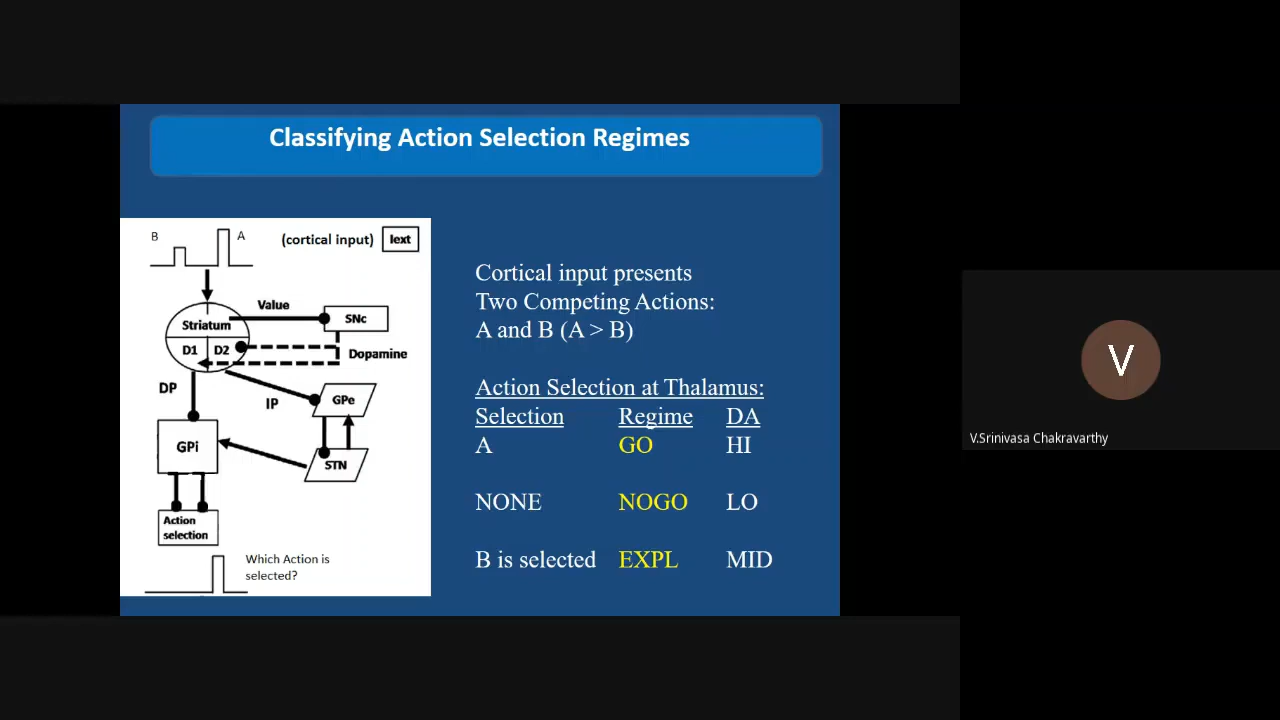 Classifying Action Selection Regimes
B
A
(cortical input)
Iext
Value
Striatum
SNc
D1
D2
Dopamine
DP
IP
GPe
GPi
STN
Action
selection
Which Action is
selected?
Cortical input presents
Two Competing Actions:
A and B (A > B)
Action Selection at Thalamus:
Selection Regime DA
A GO HI
NONE NOGO LO
B is selected EXPL MID
V
V.Srinivasa Chakravarthy